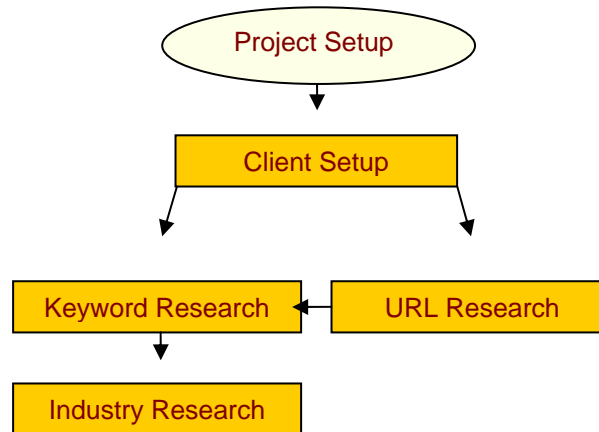 Project Setup
Client Setup
Keyword Research
URL Research
Industry Research